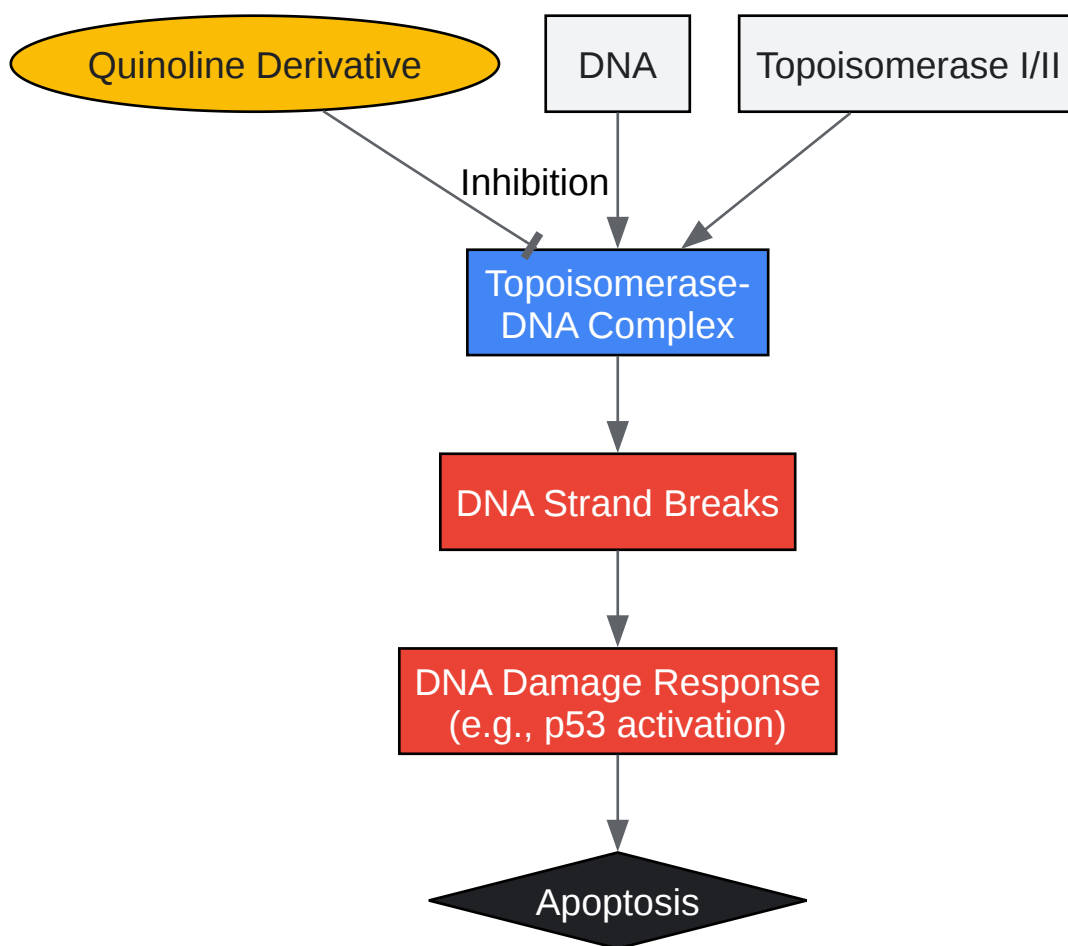 Quinoline Derivative
DNA
Topoisomerase I/II
Inhibition
Topoisomerase-
DNA Complex
DNA Strand Breaks
DNA Damage Response
(e.g., p53 activation)
Apoptosis